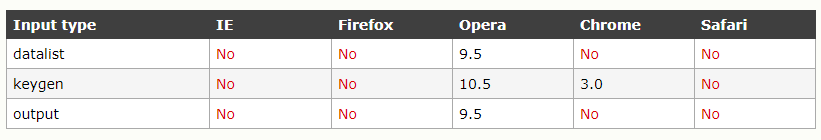 Input type IE Firefox Opera Chrome Safari
datalist No No 9.5 No No
keygen No No 10.5 3.0 No
output No No 9.5 No No